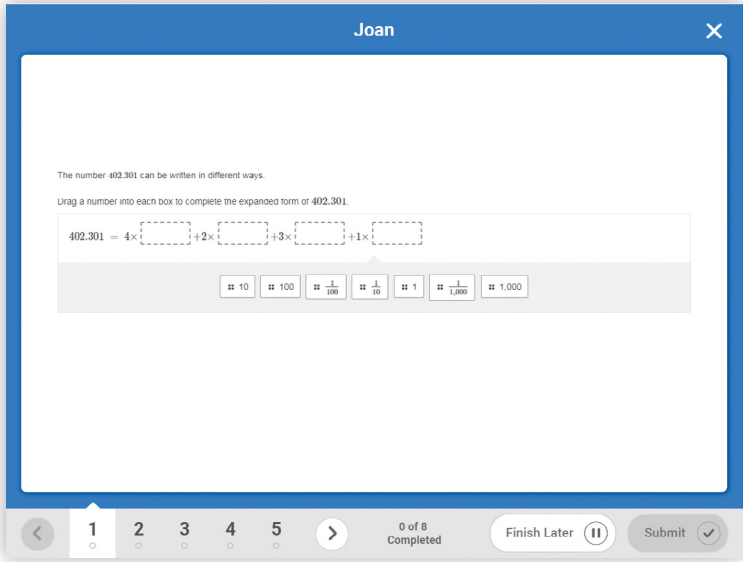 Joan
The number 402.301 can be written in different ways.
Drag a number into each box to complete the expanded form of 402.301.
402.301 = 4× +2× +3× +1×
10 100 1/100 1/10 1 1/1,000 1,000
1 2 3 4 5 0 of 8 Finish Later Submit
Completed